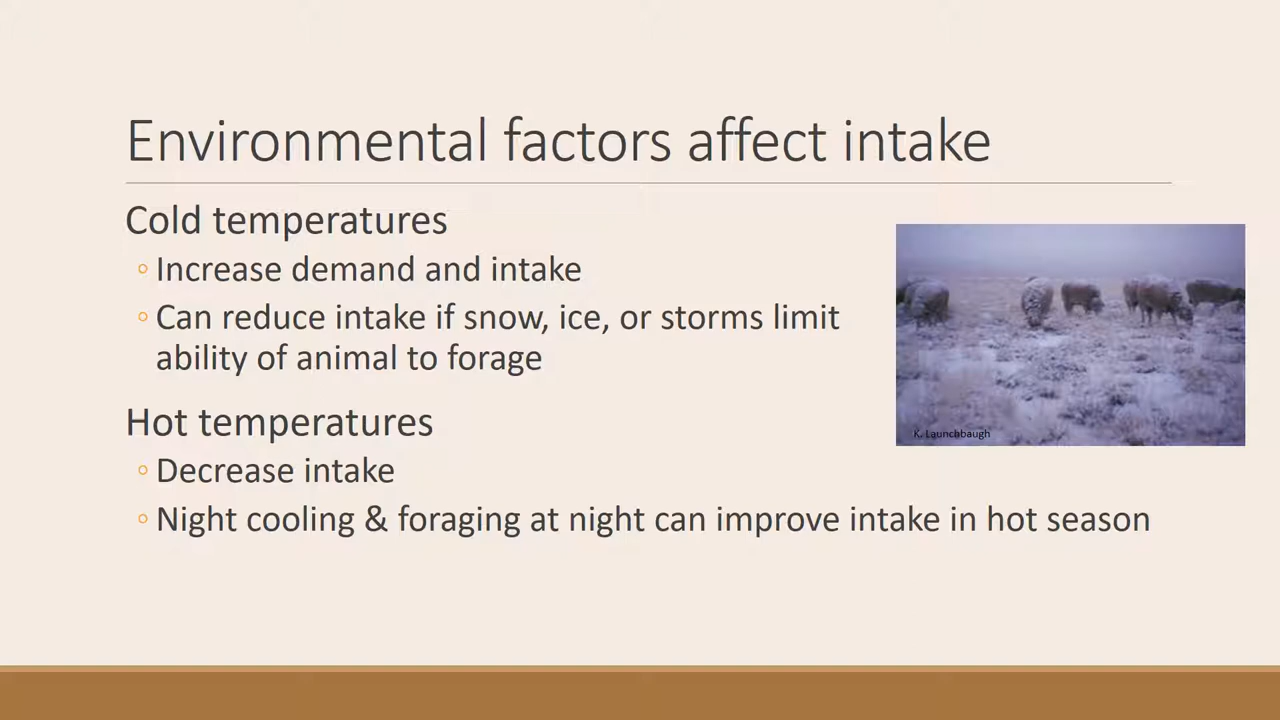 Environmental factors affect intake
Cold temperatures
◦ Increase demand and intake
◦ Can reduce intake if snow, ice, or storms limit
ability of animal to forage
K. Launchbaugh
Hot temperatures
◦ Decrease intake
◦ Night cooling & foraging at night can improve intake in hot season